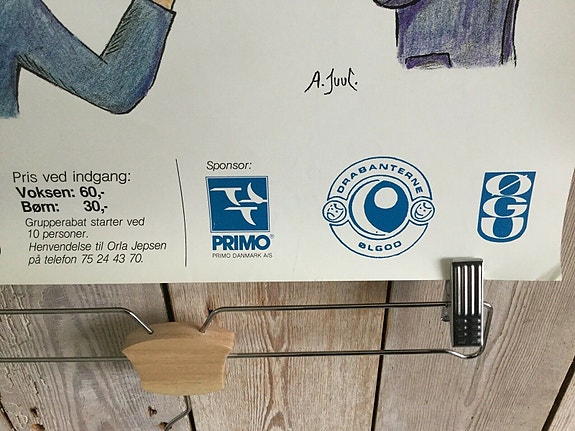 A. Juul.
Pris ved indgang:
Voksen: 60,-
Børn: 30,-
Grupperabat starter ved
10 personer.
Henvendelse til Orla Jepsen
på telefon 75 24 43 70.
Sponsor:
PRIMO®
PRIMO DANMARK A/S
DRABANTERNE
ØLGOD
ØGU